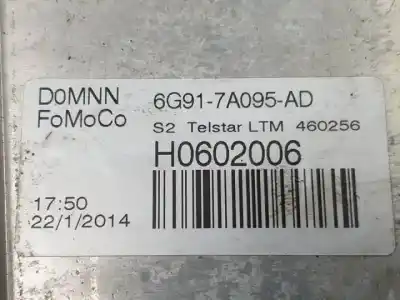 D0MNN 6G91-7A095-AD
FoMoCo S2 Telstar LTM 460256
H0602006
17:50
22/1/2014